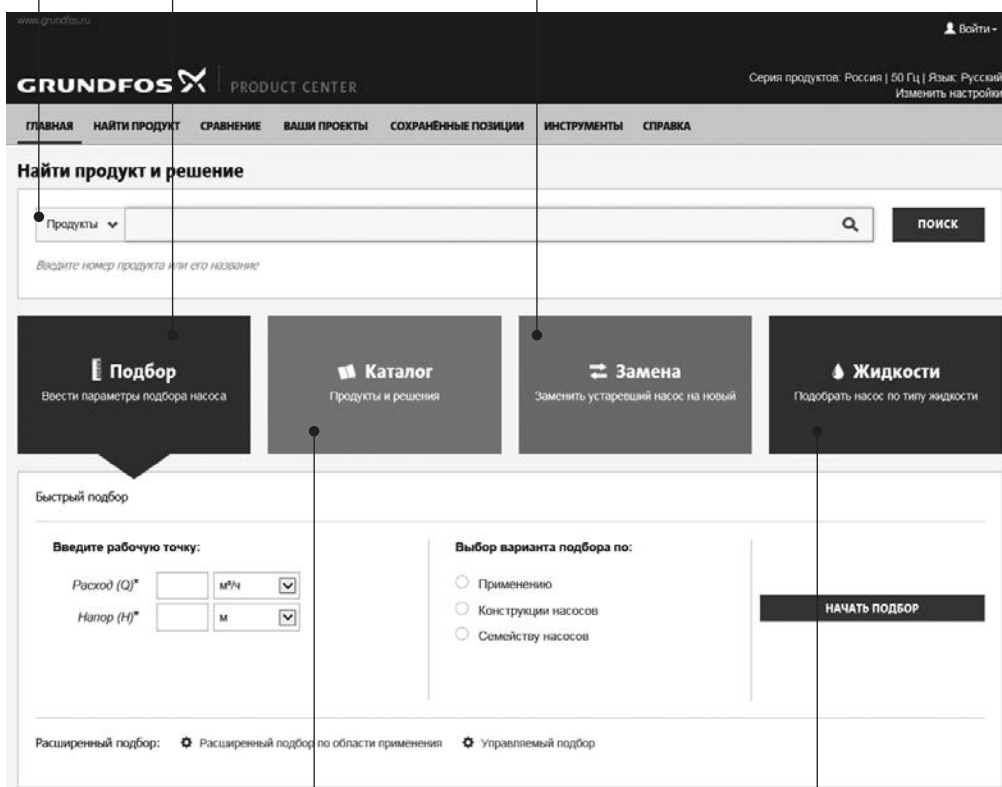 www.grundfos.ru
Войти
GRUNDFOS PRODUCT CENTER
Серия продуктов: Россия | 50 Гц | Язык: Русский
Изменить настройки
ГЛАВНАЯ НАЙТИ ПРОДУКТ СРАВНЕНИЕ ВАШИ ПРОЕКТЫ СОХРАНЁННЫЕ ПОЗИЦИИ ИНСТРУМЕНТЫ СПРАВКА
Найти продукт и решение
Продукты
ПОИСК
Введите номер продукта или его название
Подбор
Ввести параметры подбора насоса
Каталог
Продукты и решения
Замена
Заменить устаревший насос на новый
Жидкости
Подобрать насос по типу жидкости
Быстрый подбор
Введите рабочую точку:
Расход (Q)* м³/ч
Напор (H)* м
Выбор варианта подбора по:
Применению
Конструкции насосов
Семейству насосов
НАЧАТЬ ПОДБОР
Расширенный подбор: Расширенный подбор по области применения Управляемый подбор